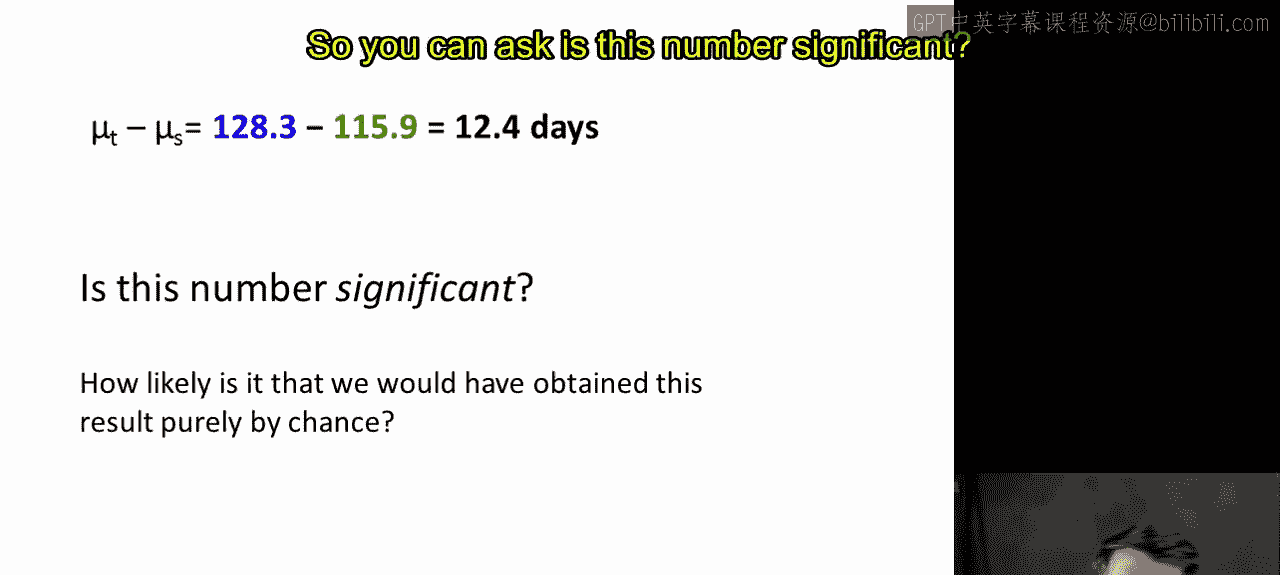 GPT中英字幕课程资源@bilibili.com
So you can ask is this number significant?
μt – μs= 128.3 – 115.9 = 12.4 days
Is this number significant?
How likely is it that we would have obtained this
result purely by chance?